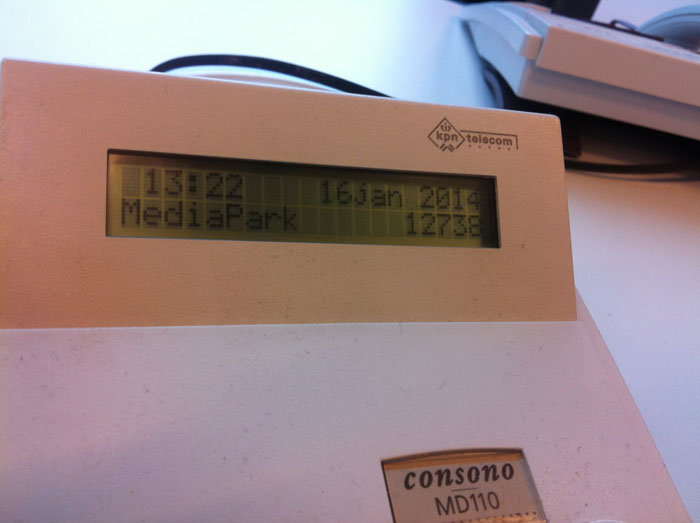 kpn telecom
13:22 16jan 2014
MediaPark 12738
consono
MD110